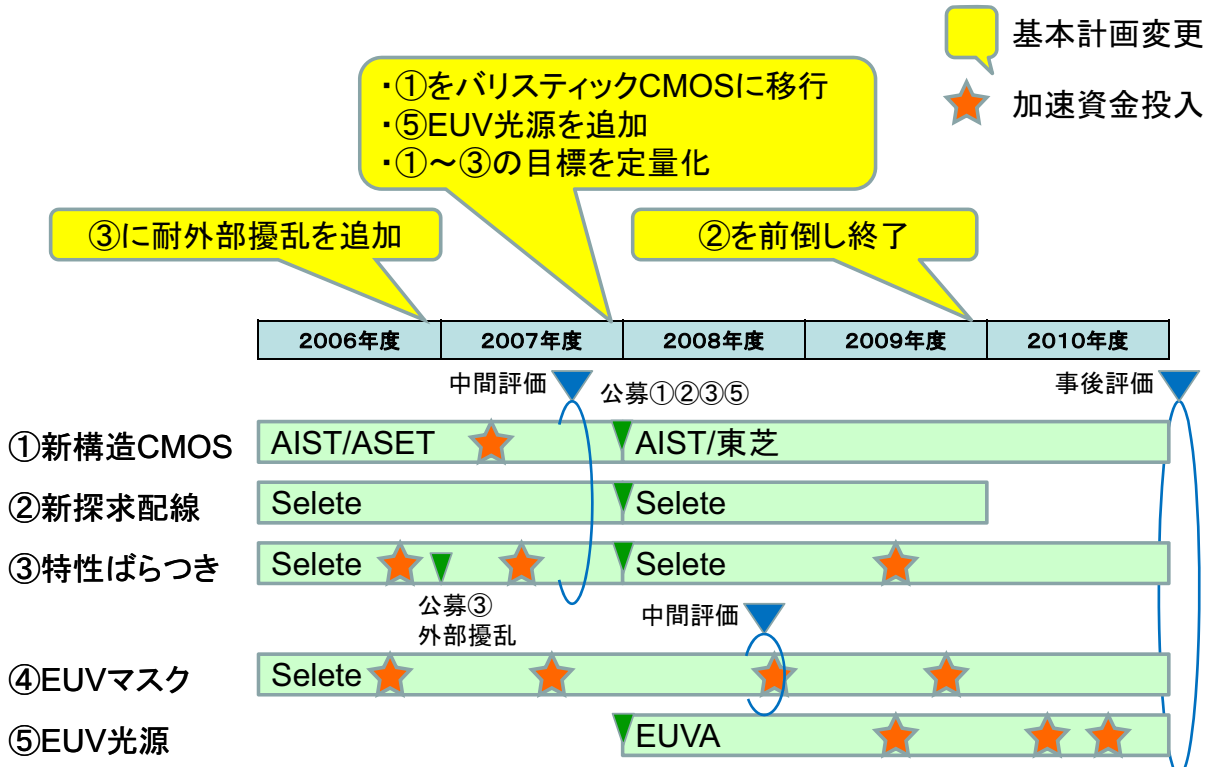 基本計画変更
加速資金投入
・①をバリスティックCMOSに移行
・⑤EUV光源を追加
・①~③の目標を定量化
③に耐外部擾乱を追加
②を前倒し終了
2006年度
2007年度
2008年度
2009年度
2010年度
中間評価
公募①②③⑤
事後評価
①新構造CMOS
AIST/ASET
AIST/東芝
②新探求配線
Selete
Selete
③特性ばらつき
Selete
Selete
公募③
外部擾乱
中間評価
④EUVマスク
Selete
⑤EUV光源
EUVA